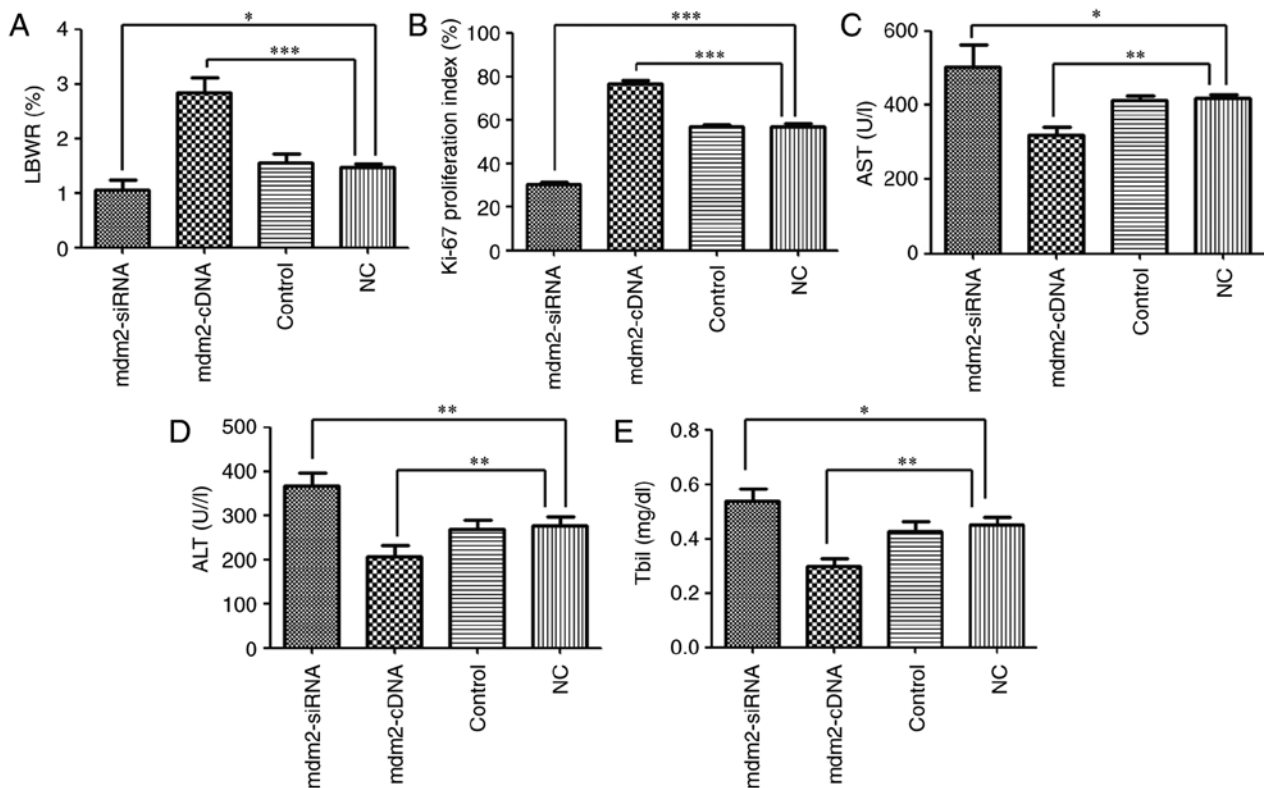 A
LBWR (%)
4
3
2
1
0
*
***
mdm2-siRNA
mdm2-cDNA
Control
NC
B
Ki-67 proliferation index (%)
100
80
60
40
20
0
***
***
mdm2-siRNA
mdm2-cDNA
Control
NC
C
AST (U/l)
600
400
200
0
*
**
mdm2-siRNA
mdm2-cDNA
Control
NC
D
ALT (U//l)
500
400
300
200
100
0
**
**
mdm2-siRNA
mdm2-cDNA
Control
NC
E
Tbil (mg/dl)
0.8
0.6
0.4
0.2
0.0
*
**
mdm2-siRNA
mdm2-cDNA
Control
NC